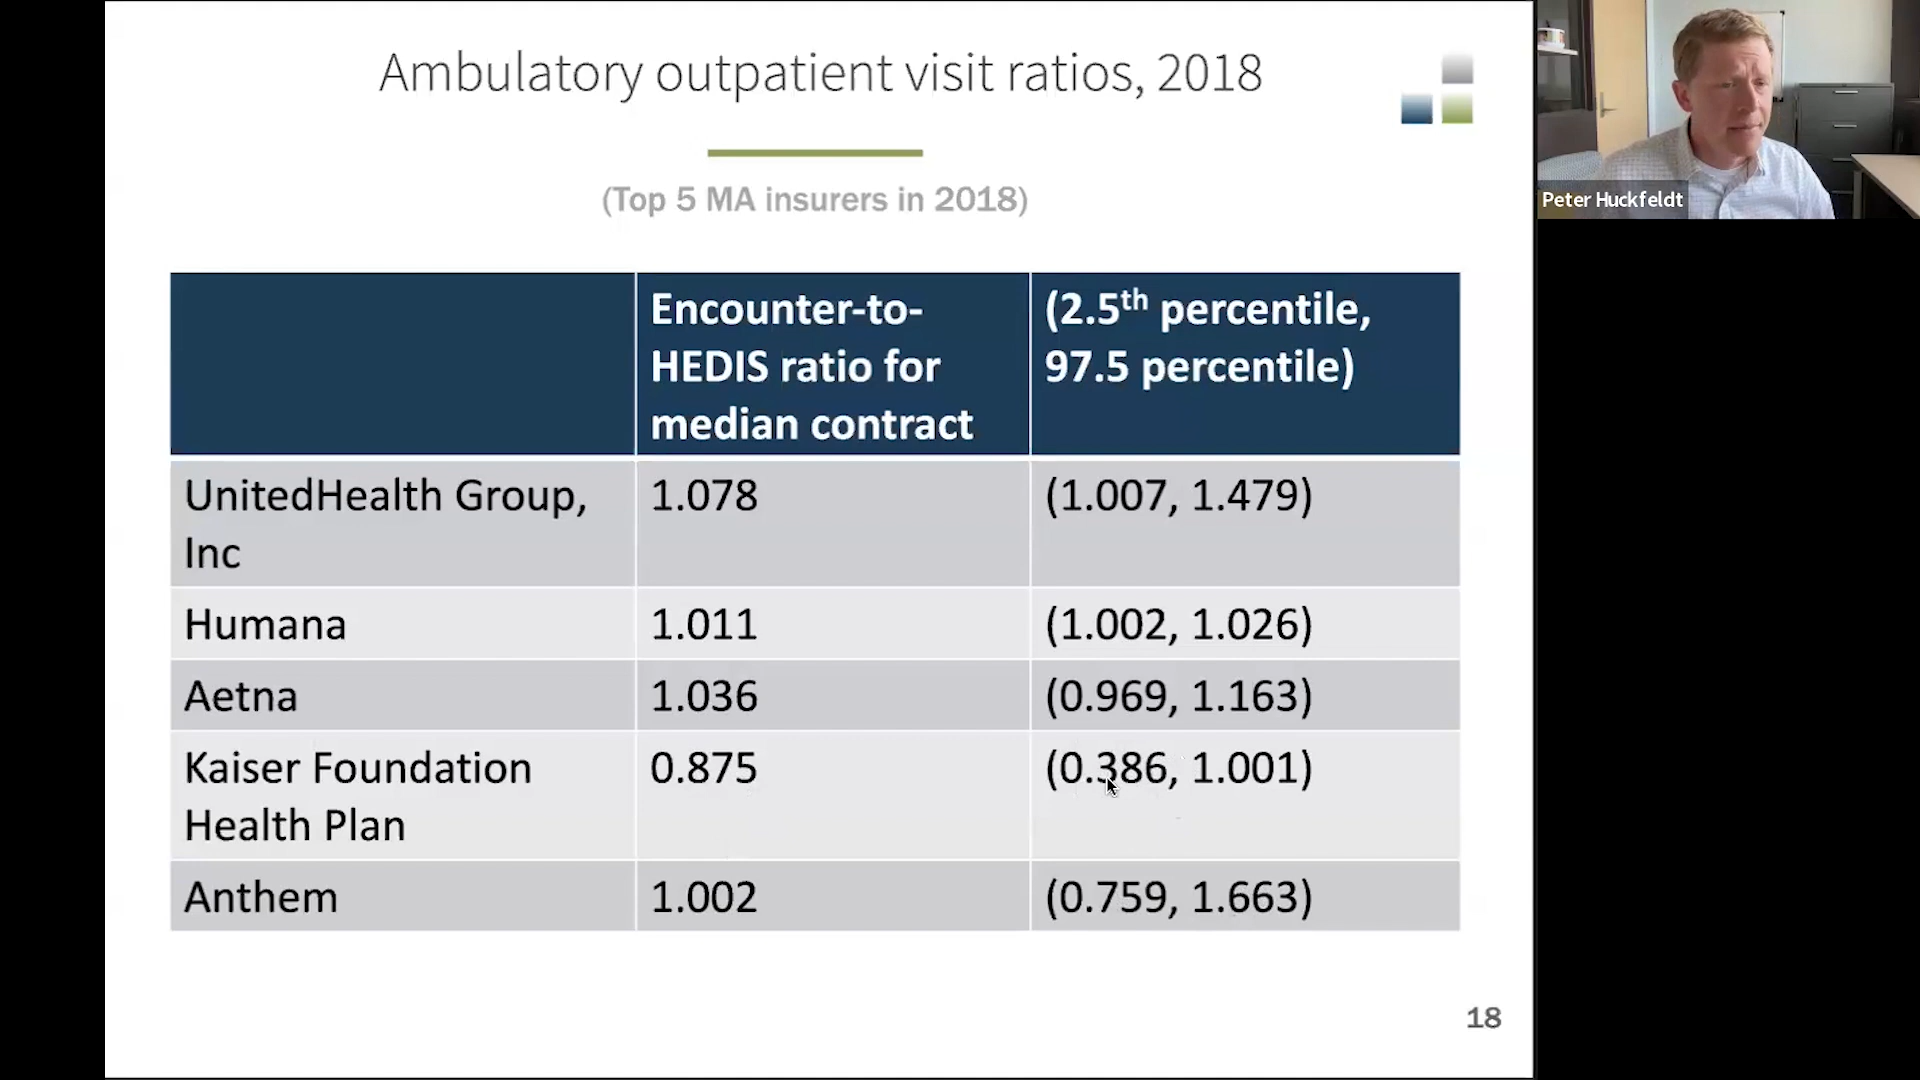 Ambulatory outpatient visit ratios, 2018
(Top 5 MA insurers in 2018)
Encounter-to-
HEDIS ratio for
median contract
(2.5th percentile,
97.5 percentile)
UnitedHealth Group,
Inc
1.078
(1.007, 1.479)
Humana
1.011
(1.002, 1.026)
Aetna
1.036
(0.969, 1.163)
Kaiser Foundation
Health Plan
0.875
(0.386, 1.001)
Anthem
1.002
(0.759, 1.663)
18
Peter Huckfeldt